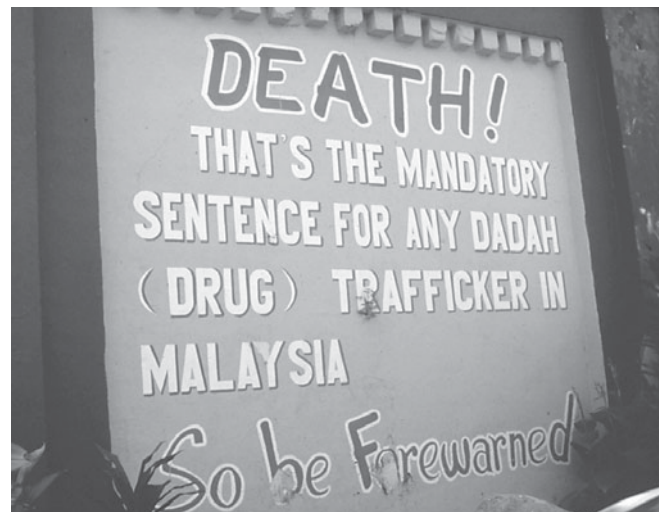 DEATH!
THAT'S THE MANDATORY
SENTENCE FOR ANY DADAH
(DRUG) TRAFFICKER IN
MALAYSIA
So be Forewarned